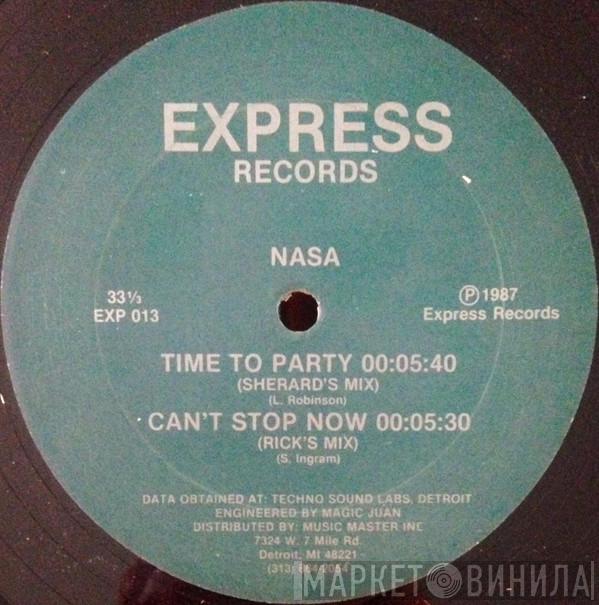 EXPRESS
RECORDS
NASA
33⅓
EXP 013
Ⓟ 1987
Express Records
TIME TO PARTY 00:05:40
(SHERARD'S MIX)
(L. Robinson)
CAN'T STOP NOW 00:05:30
(RICK'S MIX)
(S. Ingram)
DATA OBTAINED AT: TECHNO SOUND LABS, DETROIT
ENGINEERED BY MAGIC JUAN
DISTRIBUTED BY: MUSIC MASTER INC
7324 W. 7 Mile Rd.
Detroit, MI 48221
(313)
МАРКЕТ ВИНИЛА